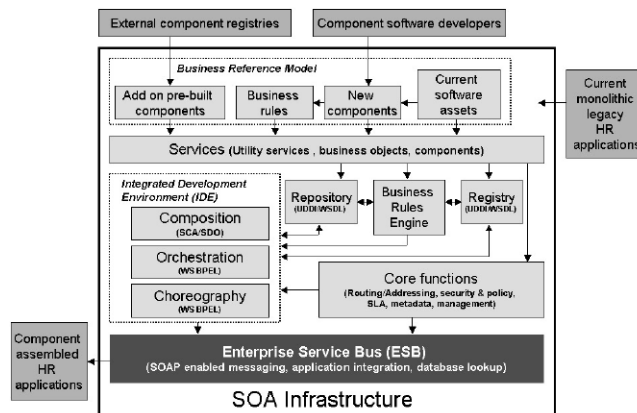 External component registries
Component software developers
Business Reference Model
Add on pre-built
components
Business
rules
New
components
Current
software
assets
Current
monolithic
legacy
HR
applications
Services (Utility services , business objects, components)
Integrated Development
Environment (IDE)
Composition
(SCA/SDO)
Orchestration
(WSBPEL)
Choreography
(WSBPEL)
Repository
(UDDI/WSDL)
Business
Rules
Engine
Registry
(UDDI/WSDL)
Core functions
(Routing/Addressing, security & policy,
SLA, metadata, management)
Component
assembled
HR
applications
Enterprise Service Bus (ESB)
(SOAP enabled messaging, application integration, database lookup)
SOA Infrastructure